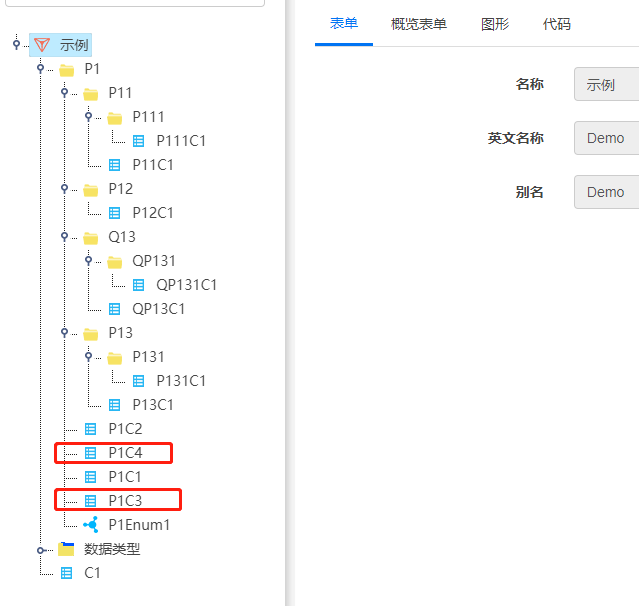 示例
P1
P11
P111
P111C1
P11C1
P12
P12C1
Q13
QP131
QP131C1
QP13C1
P13
P131
P131C1
P13C1
P1C2
P1C4
P1C1
P1C3
P1Enum1
数据类型
C1
表单 概览表单 图形 代码
名称 示例
英文名称 Demo
别名 Demo